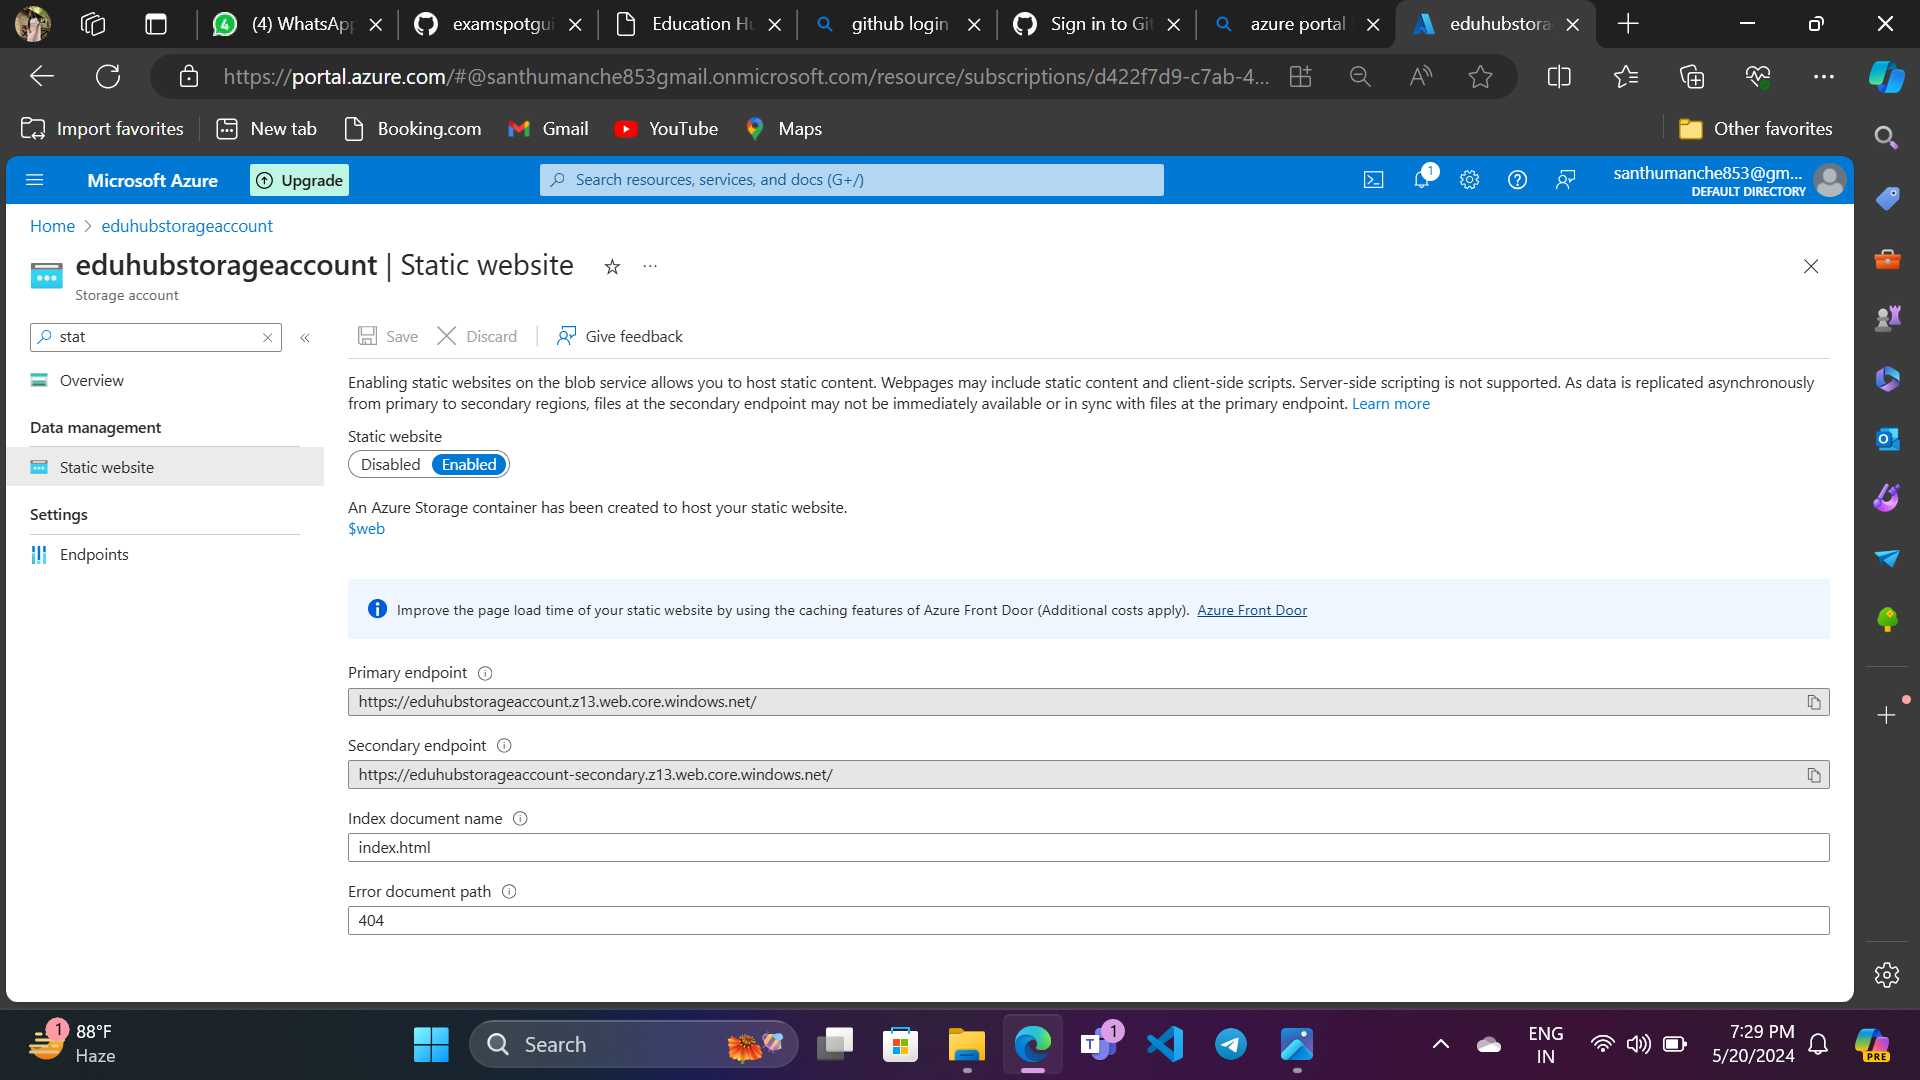 (4) WhatsApp
examspotgui
Education Hu
github login
Sign in to Git
azure portal
eduhubstora
https://portal.azure.com/#@santhumanche853gmail.onmicrosoft.com/resource/subscriptions/d422f7d9-c7ab-4...
Import favorites
New tab
Booking.com
Gmail
YouTube
Maps
Other favorites
Microsoft Azure
Upgrade
Search resources, services, and docs (G+/)
1
santhumanche853@gm...
DEFAULT DIRECTORY
Home > eduhubstorageaccount
eduhubstorageaccount | Static website
Storage account
stat
Overview
Data management
Static website
Settings
Endpoints
Save
Discard
Give feedback
Enabling static websites on the blob service allows you to host static content. Webpages may include static content and client-side scripts. Server-side scripting is not supported. As data is replicated asynchronously
from primary to secondary regions, files at the secondary endpoint may not be immediately available or in sync with files at the primary endpoint. Learn more
Static website
Disabled Enabled
An Azure Storage container has been created to host your static website.
$web
Improve the page load time of your static website by using the caching features of Azure Front Door (Additional costs apply). Azure Front Door
Primary endpoint
https://eduhubstorageaccount.z13.web.core.windows.net/
Secondary endpoint
https://eduhubstorageaccount-secondary.z13.web.core.windows.net/
Index document name
index.html
Error document path
404
1
88°F
Haze
Search
1
ENG
IN
7:29 PM
5/20/2024
PRE